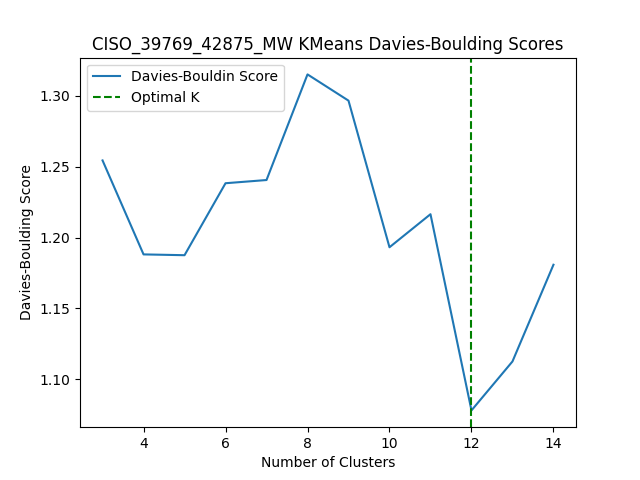 CISO_39769_42875_MW KMeans Davies-Boulding Scores
Davies-Bouldin Score
Optimal K
Davies-Boulding Score
1.30
1.25
1.20
1.15
1.10
4 6 8 10 12 14
Number of Clusters